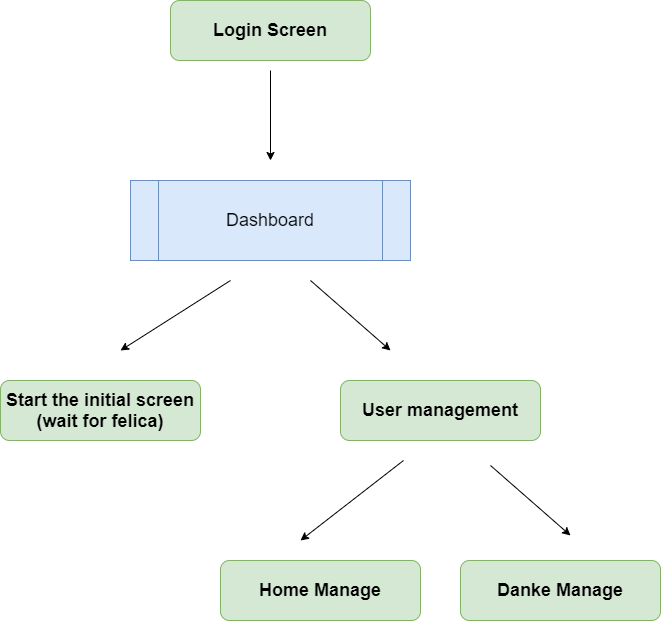 Login Screen
Dashboard
Start the initial screen
(wait for felica)
User management
Home Manage
Danke Manage